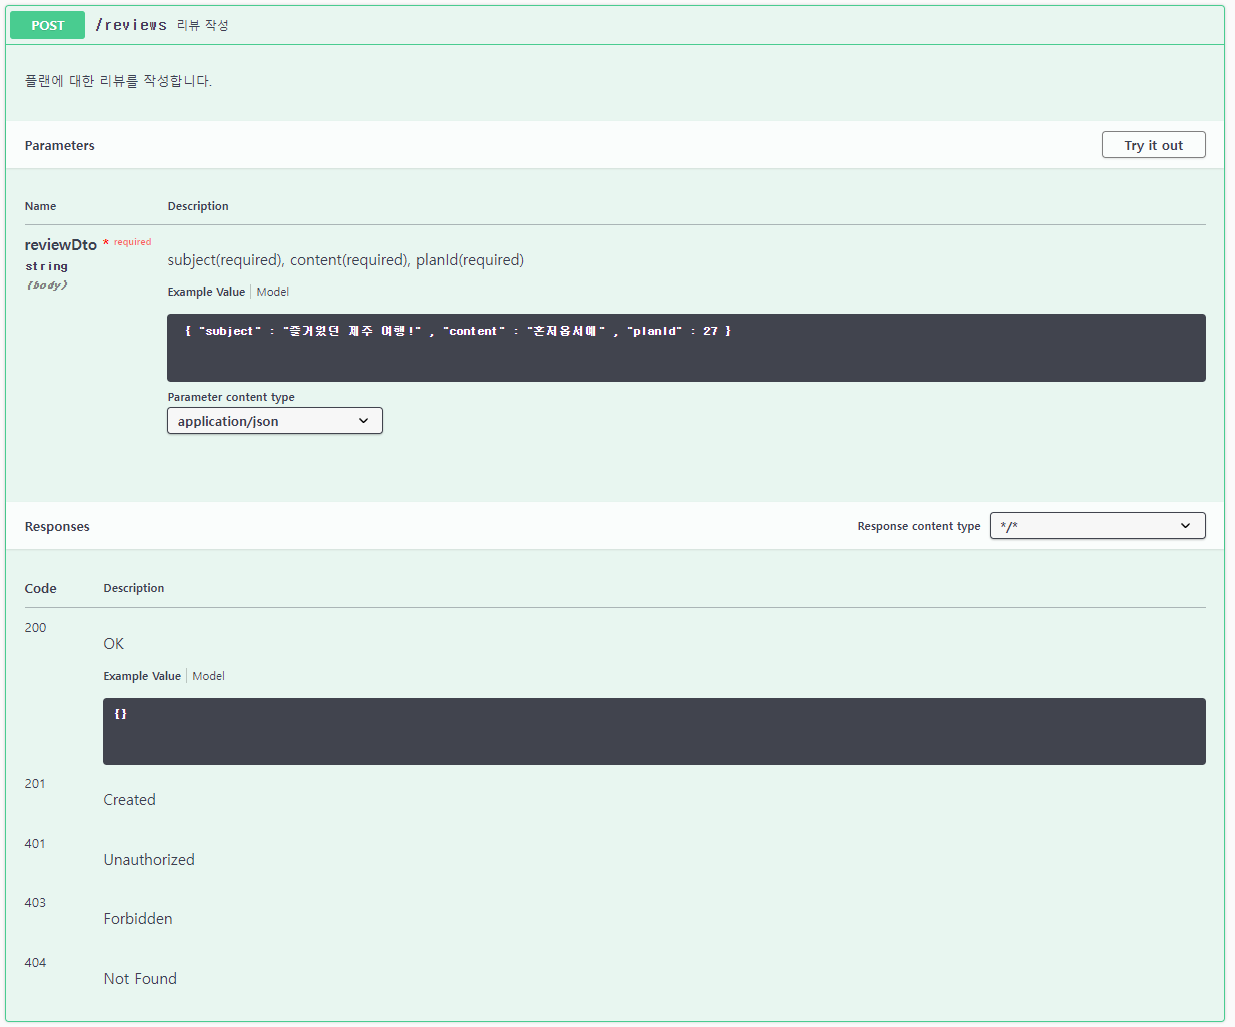 POST /reviews 리뷰 작성
플랜에 대한 리뷰를 작성합니다.
Parameters Try it out
Name Description
reviewDto * required
string
(body)
subject(required), content(required), planId(required)
Example Value Model
{ "subject" : "즐거웠던 제주 여행!" , "content" : "혼저옵서예" , "planId" : 27 }
Parameter content type
application/json
Responses Response content type */*
Code Description
200
OK
Example Value Model
{}
201
Created
401
Unauthorized
403
Forbidden
404
Not Found